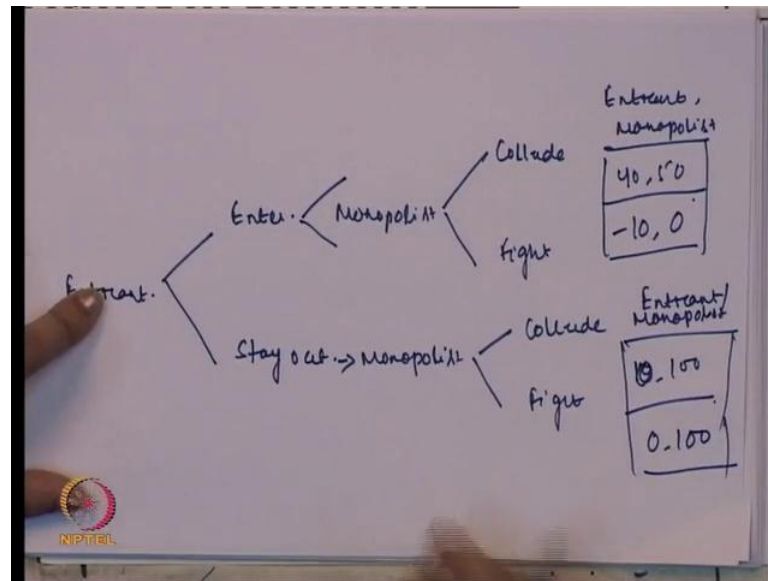 Entrant,
Monopolist
Collude
40, 50
Enter.
Monopolist
Fight
-10, 0
Entrant.
Entrant/
Monopolist
Stay out. → Monopolist
Collude
0.100
Fight
0.100
NPTEL